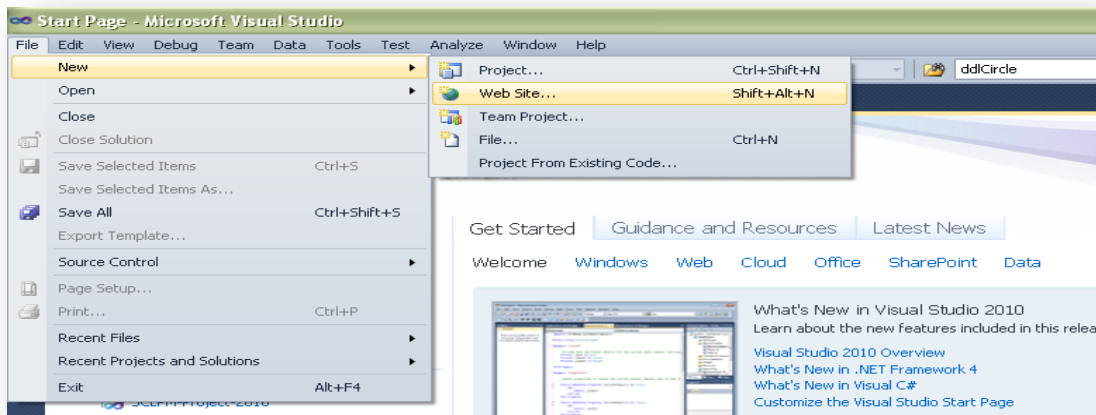 Start Page - Microsoft Visual Studio
File Edit View Debug Team Data Tools Test Analyze Window Help
ddlCircle
New
Open
Close
Close Solution
Save Selected Items Ctrl+S
Save Selected Items As...
Save All Ctrl+Shift+S
Export Template...
Source Control
Page Setup...
Print... Ctrl+P
Recent Files
Recent Projects and Solutions
Exit Alt+F4
Project... Ctrl+Shift+N
Web Site... Shift+Alt+N
Team Project...
File... Ctrl+N
Project From Existing Code...
Get Started Guidance and Resources Latest News
Welcome Windows Web Cloud Office SharePoint Data
What's New in Visual Studio 2010
Learn about the new features included in this relea
Visual Studio 2010 Overview
What's New in .NET Framework 4
What's New in Visual C#
Customize the Visual Studio Start Page